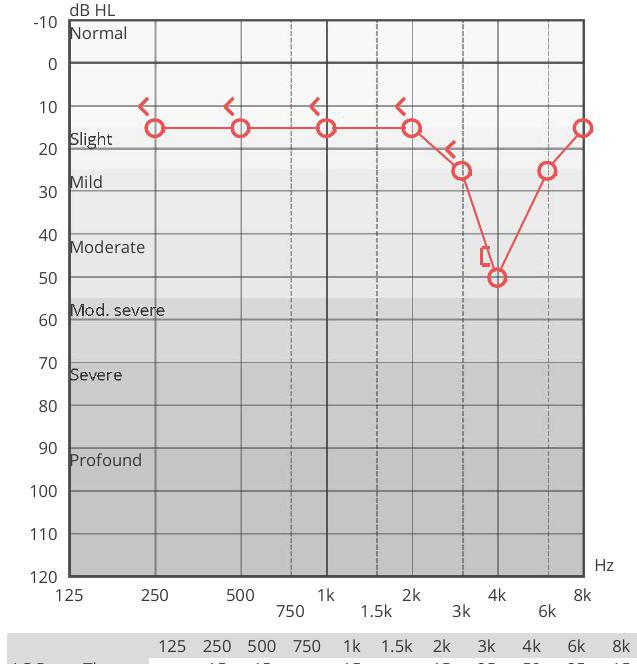 dB HL
-10
Normal
0
10
Slight
20
Mild
30
40
Moderate
50
Mod. severe
60
70
Severe
80
90
Profound
100
110
120
Hz
125 250 500 1k 2k 4k 8k
750 1.5k 3k 6k
125 250 500 750 1k 1.5k 2k 3k 4k 6k 8k